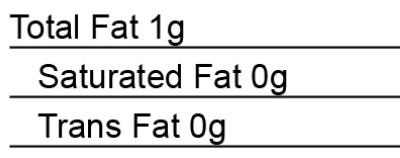 Total Fat 1g
Saturated Fat 0g
Trans Fat 0g